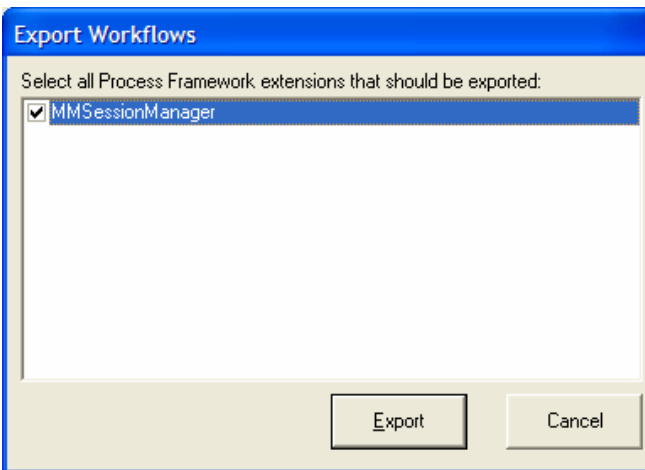 Export Workflows
Select all Process Framework extensions that should be exported:
MMSessionManager
Export Cancel